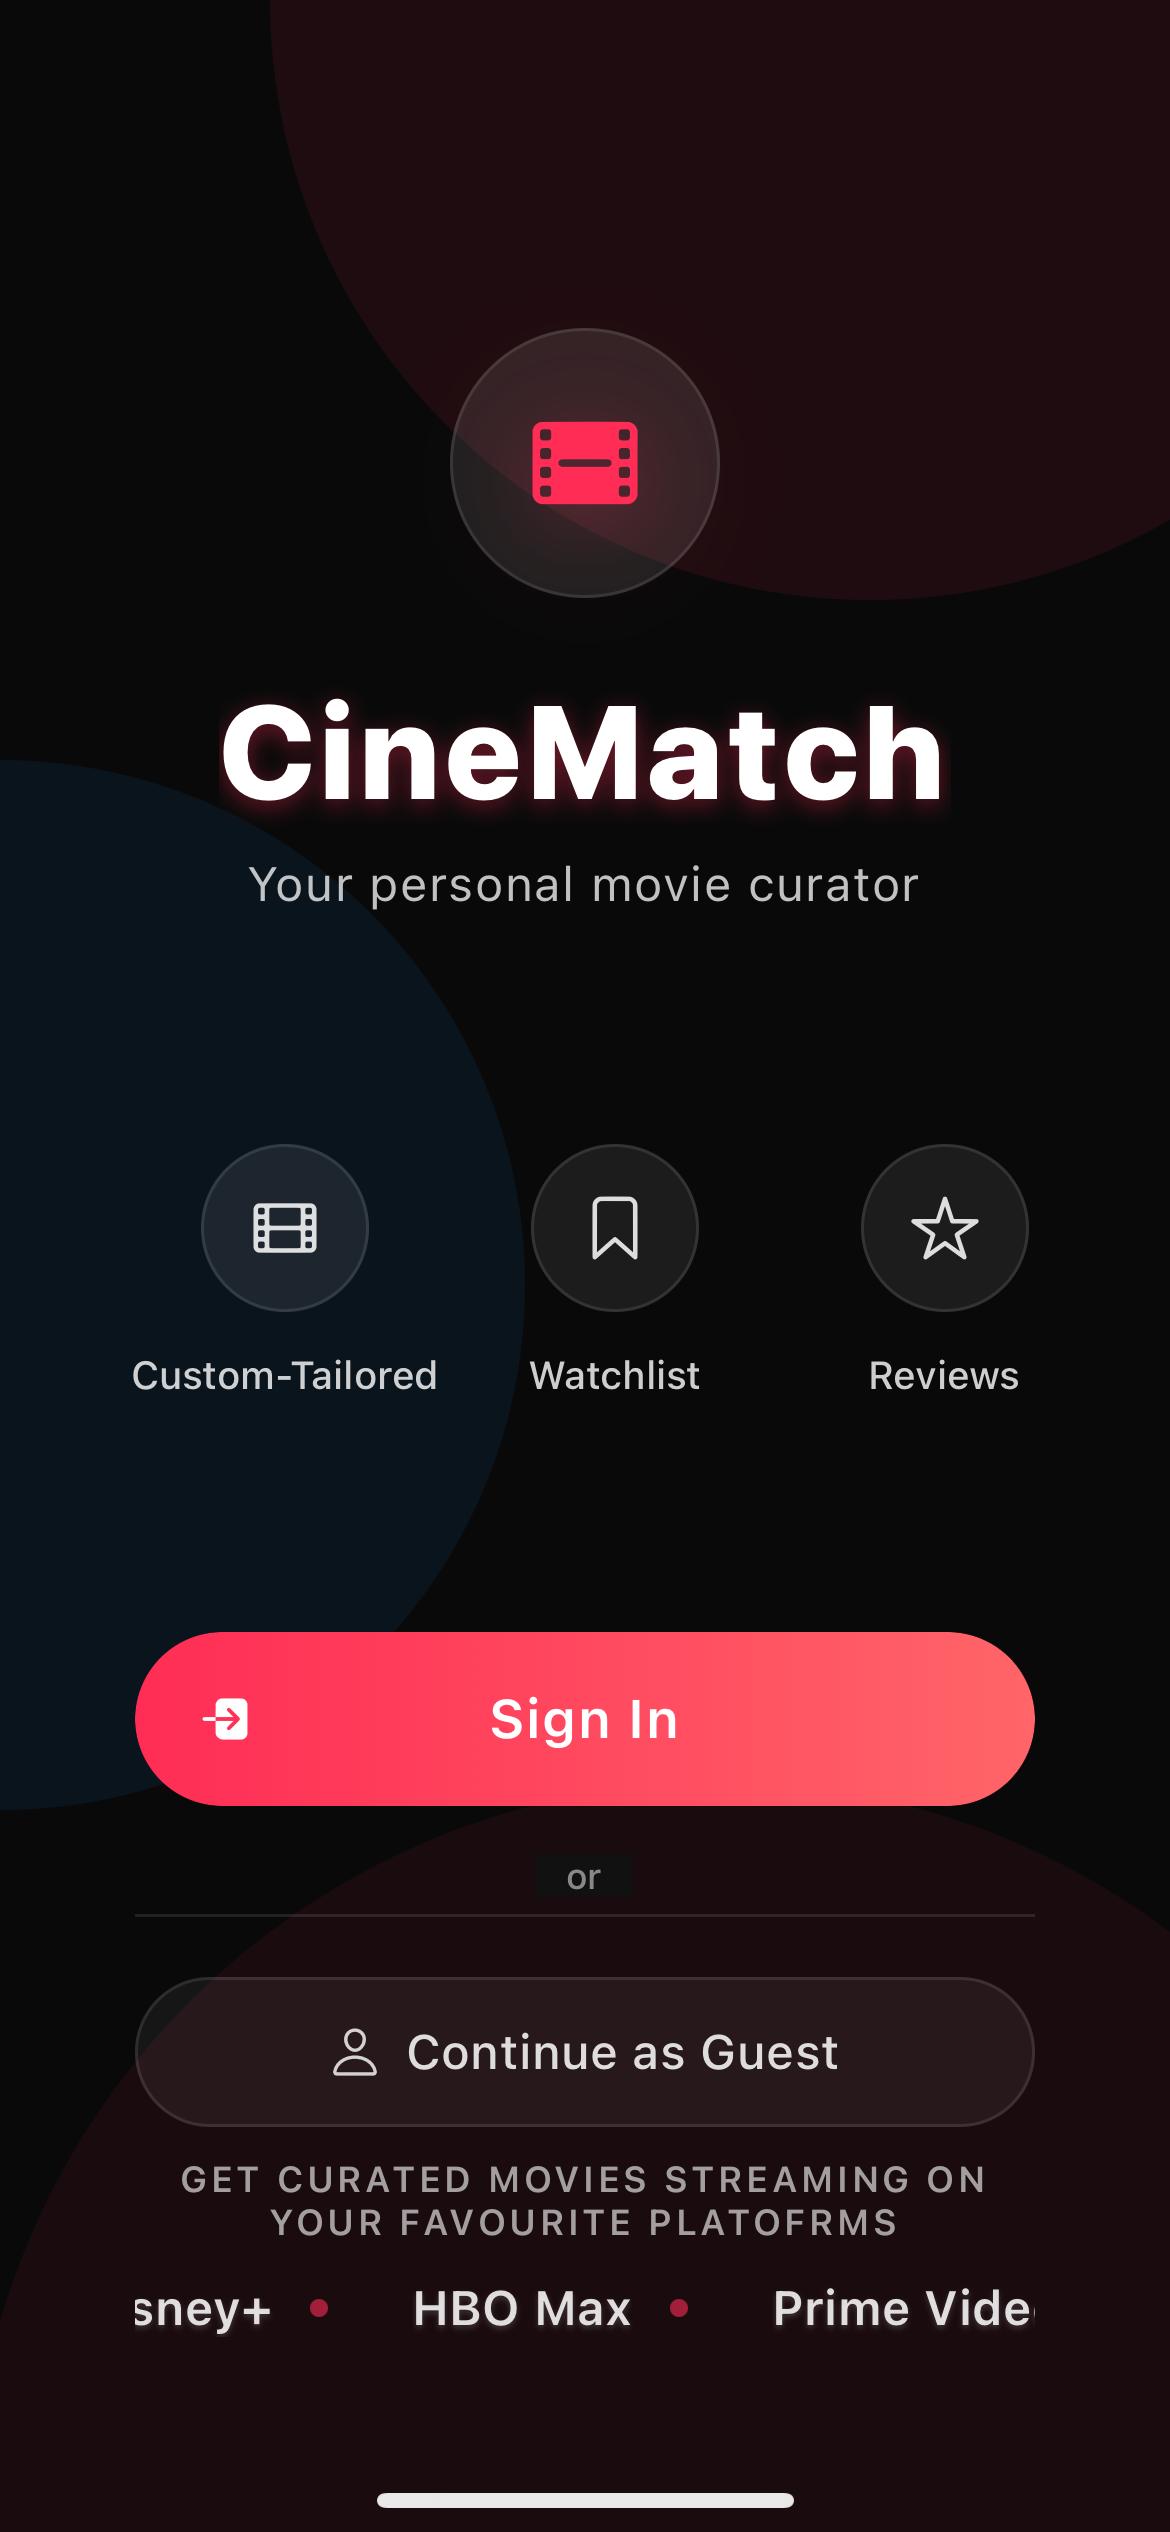 CineMatch
Your personal movie curator
Custom-Tailored
Watchlist
Reviews
Sign In
or
Continue as Guest
GET CURATED MOVIES STREAMING ON
YOUR FAVOURITE PLATOFRMS
sney+ • HBO Max • Prime Vide